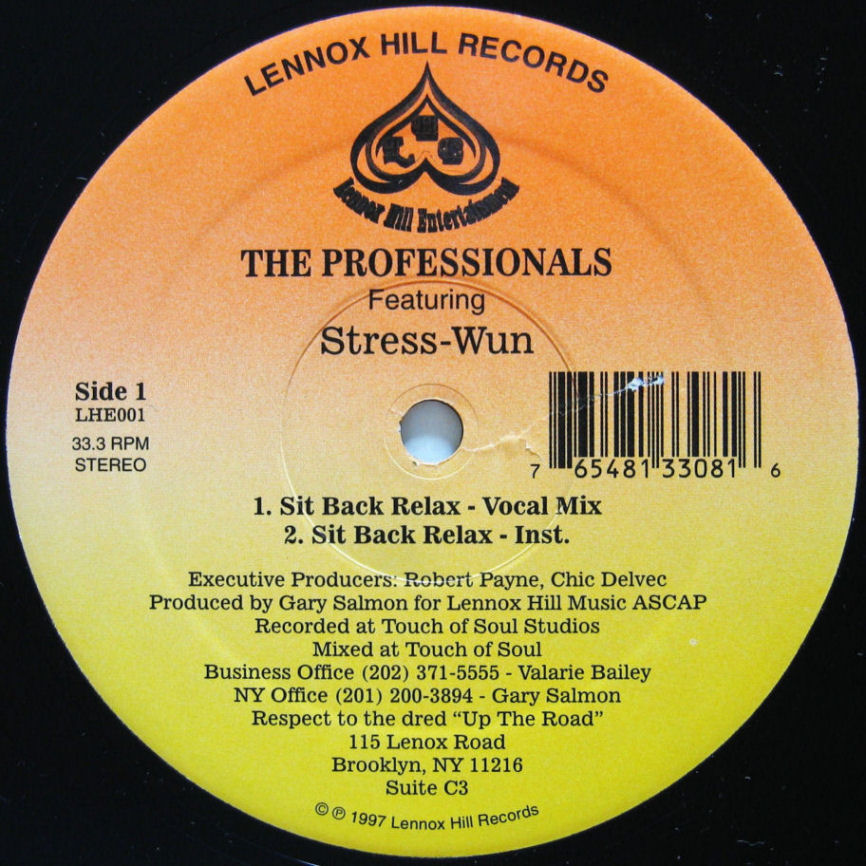 LENNOX HILL RECORDS
L H S
Lennox Hill Entertainment
THE PROFESSIONALS
Featuring
Stress-Wun
Side 1
LHE001
33.3 RPM
STEREO
7 65481 33081 6
1. Sit Back Relax - Vocal Mix
2. Sit Back Relax - Inst.
Executive Producers: Robert Payne, Chic Delvec
Produced by Gary Salmon for Lennox Hill Music ASCAP
Recorded at Touch of Soul Studios
Mixed at Touch of Soul
Business Office (202) 371-5555 - Valarie Bailey
NY Office (201) 200-3894 - Gary Salmon
Respect to the dred “Up The Road”
115 Lenox Road
Brooklyn, NY 11216
Suite C3
© ℗ 1997 Lennox Hill Records